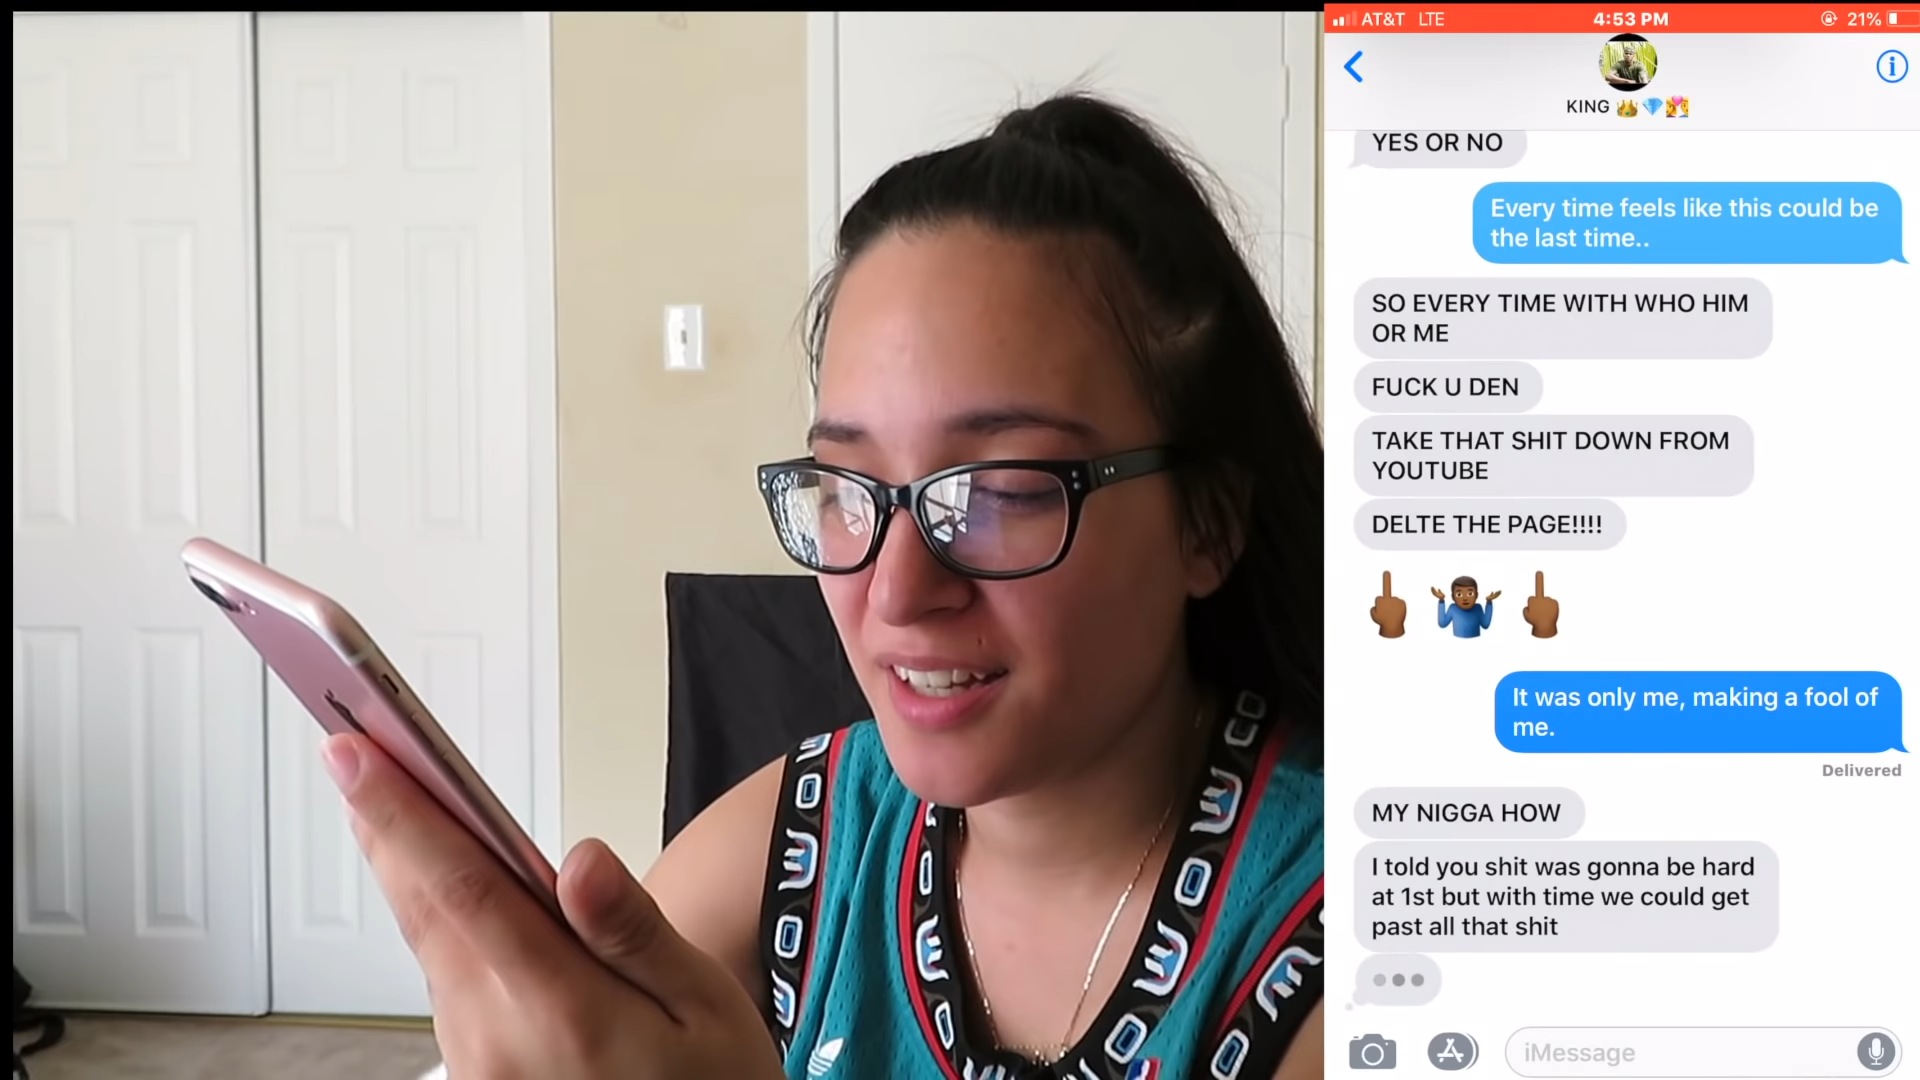 AT&T LTE 4:53 PM 21%
KING
YES OR NO
Every time feels like this could be
the last time..
SO EVERY TIME WITH WHO HIM
OR ME
FUCK U DEN
TAKE THAT SHIT DOWN FROM
YOUTUBE
DELTE THE PAGE!!!!
It was only me, making a fool of
me.
Delivered
MY NIGGA HOW
I told you shit was gonna be hard
at 1st but with time we could get
past all that shit
iMessage